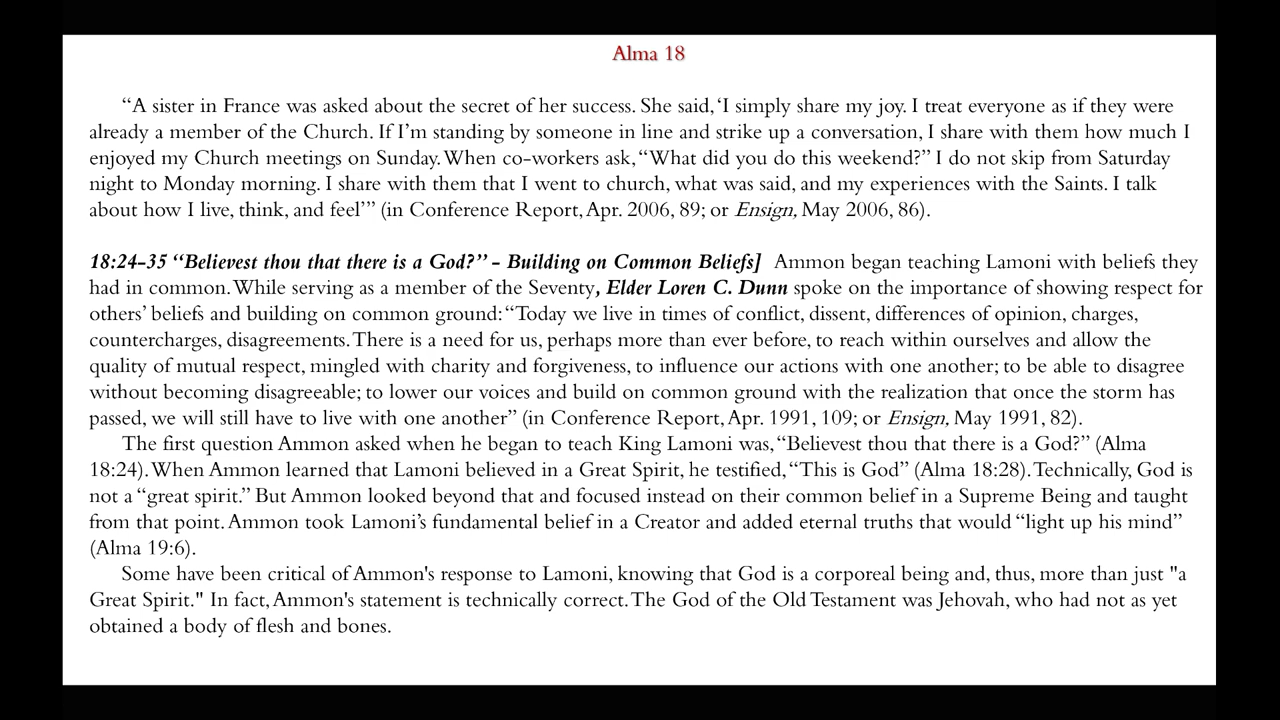 Alma 18
“A sister in France was asked about the secret of her success. She said, ‘I simply share my joy. I treat everyone as if they were
already a member of the Church. If I’m standing by someone in line and strike up a conversation, I share with them how much I
enjoyed my Church meetings on Sunday. When co-workers ask, “What did you do this weekend?” I do not skip from Saturday
night to Monday morning. I share with them that I went to church, what was said, and my experiences with the Saints. I talk
about how I live, think, and feel’” (in Conference Report, Apr. 2006, 89; or Ensign, May 2006, 86).
18:24–35 “Believest thou that there is a God?” - Building on Common Beliefs] Ammon began teaching Lamoni with beliefs they
had in common. While serving as a member of the Seventy, Elder Loren C. Dunn spoke on the importance of showing respect for
others’ beliefs and building on common ground: “Today we live in times of conflict, dissent, differences of opinion, charges,
countercharges, disagreements. There is a need for us, perhaps more than ever before, to reach within ourselves and allow the
quality of mutual respect, mingled with charity and forgiveness, to influence our actions with one another; to be able to disagree
without becoming disagreeable; to lower our voices and build on common ground with the realization that once the storm has
passed, we will still have to live with one another” (in Conference Report, Apr. 1991, 109; or Ensign, May 1991, 82).
The first question Ammon asked when he began to teach King Lamoni was, “Believest thou that there is a God?” (Alma
18:24). When Ammon learned that Lamoni believed in a Great Spirit, he testified, “This is God” (Alma 18:28). Technically, God is
not a “great spirit.” But Ammon looked beyond that and focused instead on their common belief in a Supreme Being and taught
from that point. Ammon took Lamoni’s fundamental belief in a Creator and added eternal truths that would “light up his mind”
(Alma 19:6).
Some have been critical of Ammon's response to Lamoni, knowing that God is a corporeal being and, thus, more than just "a
Great Spirit." In fact, Ammon's statement is technically correct. The God of the Old Testament was Jehovah, who had not as yet
obtained a body of flesh and bones.